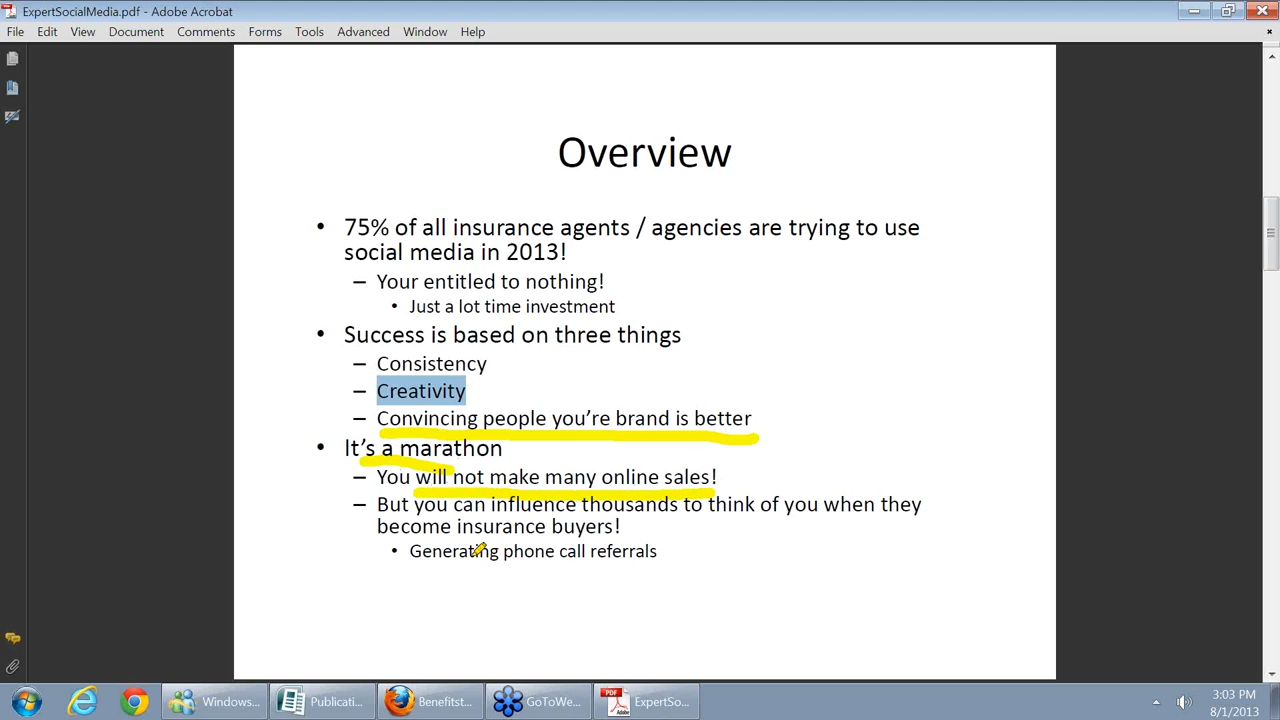 ExpertSocialMedia.pdf - Adobe Acrobat
File Edit View Document Comments Forms Tools Advanced Window Help
Overview
• 75% of all insurance agents / agencies are trying to use
social media in 2013!
– Your entitled to nothing!
• Just a lot time investment
• Success is based on three things
– Consistency
– Creativity
– Convincing people you’re brand is better
• It’s a marathon
– You will not make many online sales!
– But you can influence thousands to think of you when they
become insurance buyers!
• Generating phone call referrals
Windows... Publicati... Benefitst... GoToWe... PDF ExpertSo...
3:03 PM
8/1/2013